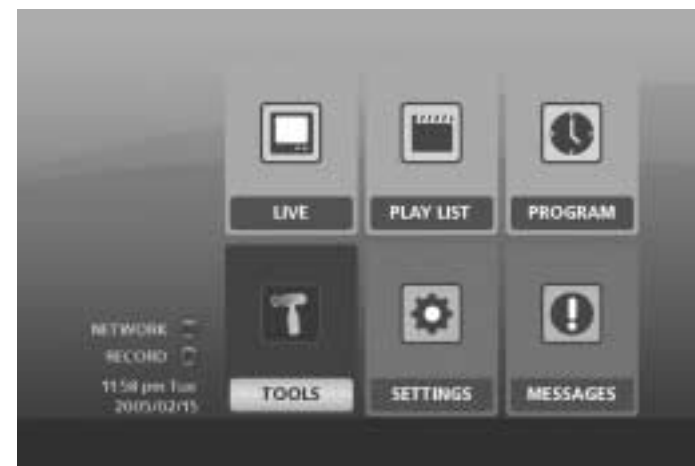 LIVE
PLAY LIST
PROGRAM
NETWORK
RECORD
11:58 pm Tue
2005/02/15
TOOLS
SETTINGS
MESSAGES